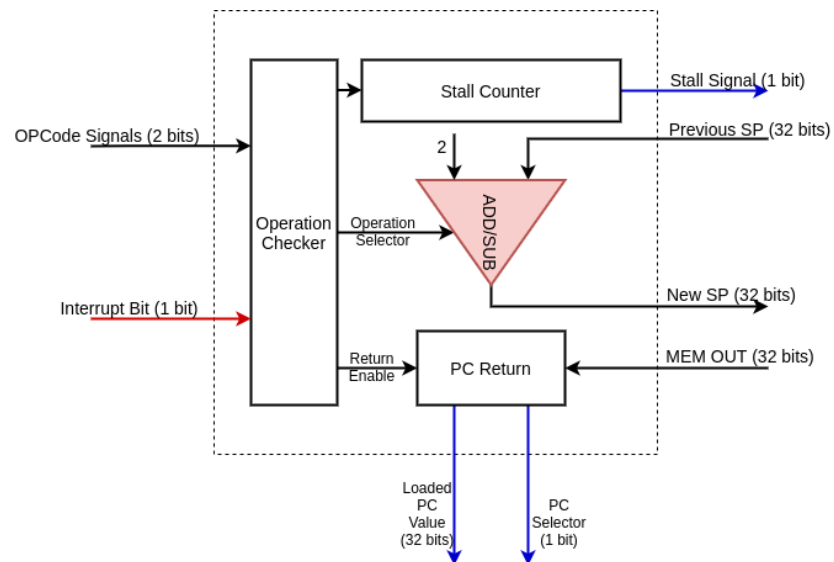 Stall Counter
Stall Signal (1 bit)
OPCode Signals (2 bits)
2
Previous SP (32 bits)
Operation
Checker
Operation
Selector
ADD/SUB
Interrupt Bit (1 bit)
New SP (32 bits)
Return
Enable
PC Return
MEM OUT (32 bits)
Loaded
PC
Value
(32 bits)
PC
Selector
(1 bit)